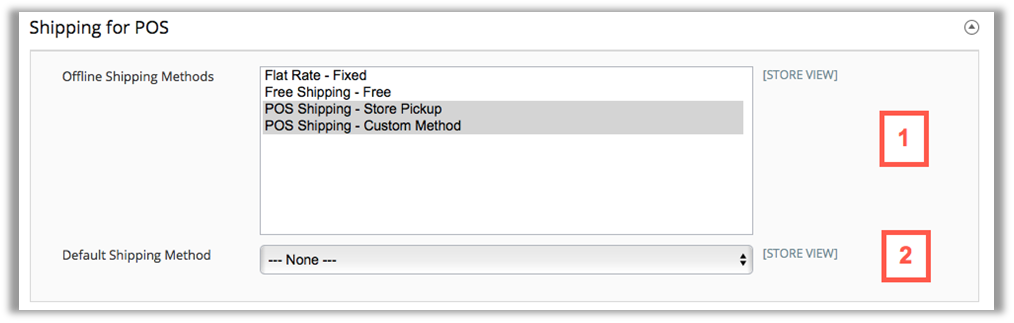 Shipping for POS
Offline Shipping Methods
Flat Rate - Fixed
[STORE VIEW]
Free Shipping - Free
POS Shipping - Store Pickup
POS Shipping - Custom Method
1
Default Shipping Method
--- None ---
[STORE VIEW]
2